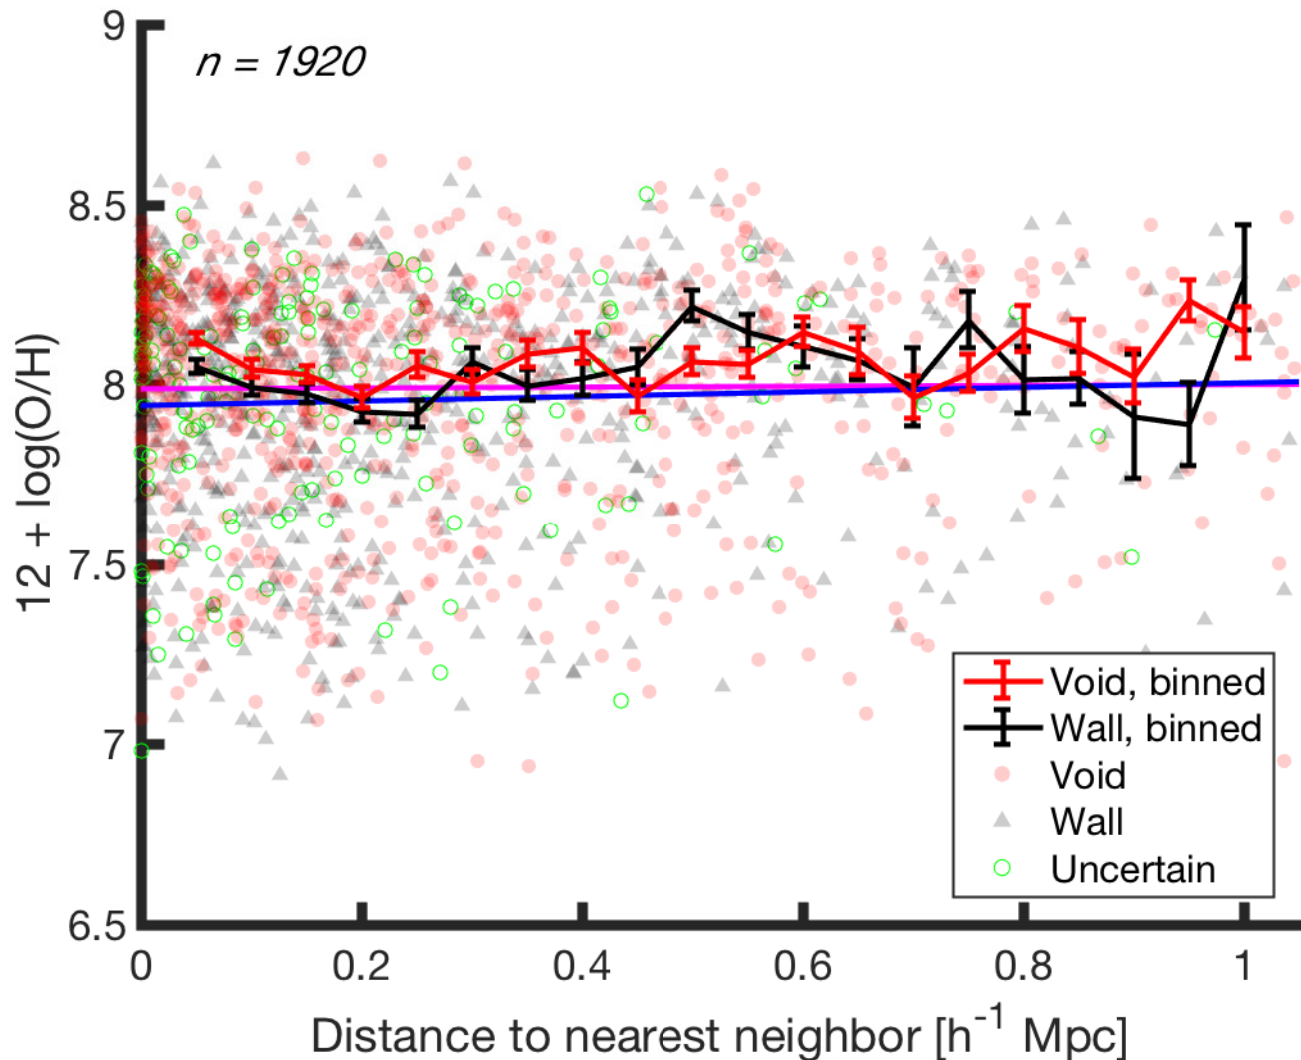 n = 1920
9
8.5
8
7.5
7
6.5
12 + log(O/H)
0
0.2
0.4
0.6
0.8
1
Distance to nearest neighbor [h⁻¹ Mpc]
Void, binned
Wall, binned
Void
Wall
Uncertain